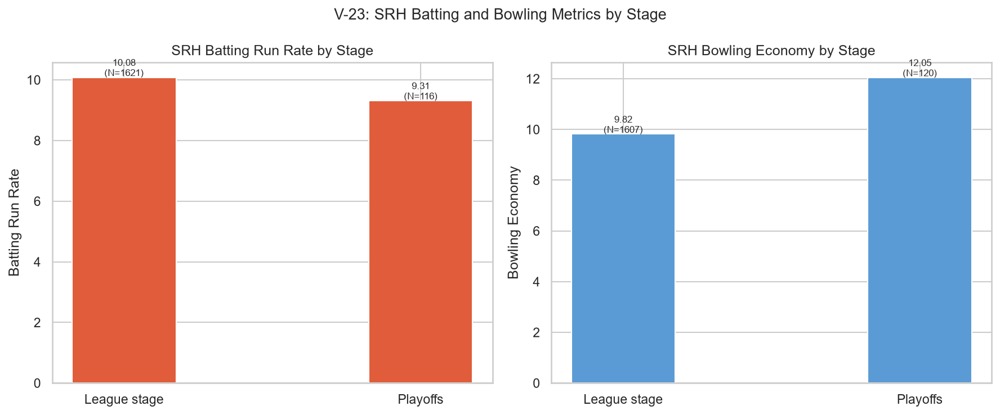 V-23: SRH Batting and Bowling Metrics by Stage
SRH Batting Run Rate by Stage
10.08
(N=1621)
9.31
(N=116)
10
8
6
4
2
0
Batting Run Rate
League stage
Playoffs
SRH Bowling Economy by Stage
9.82
(N=1607)
12.05
(N=120)
12
10
8
6
4
2
0
Bowling Economy
League stage
Playoffs